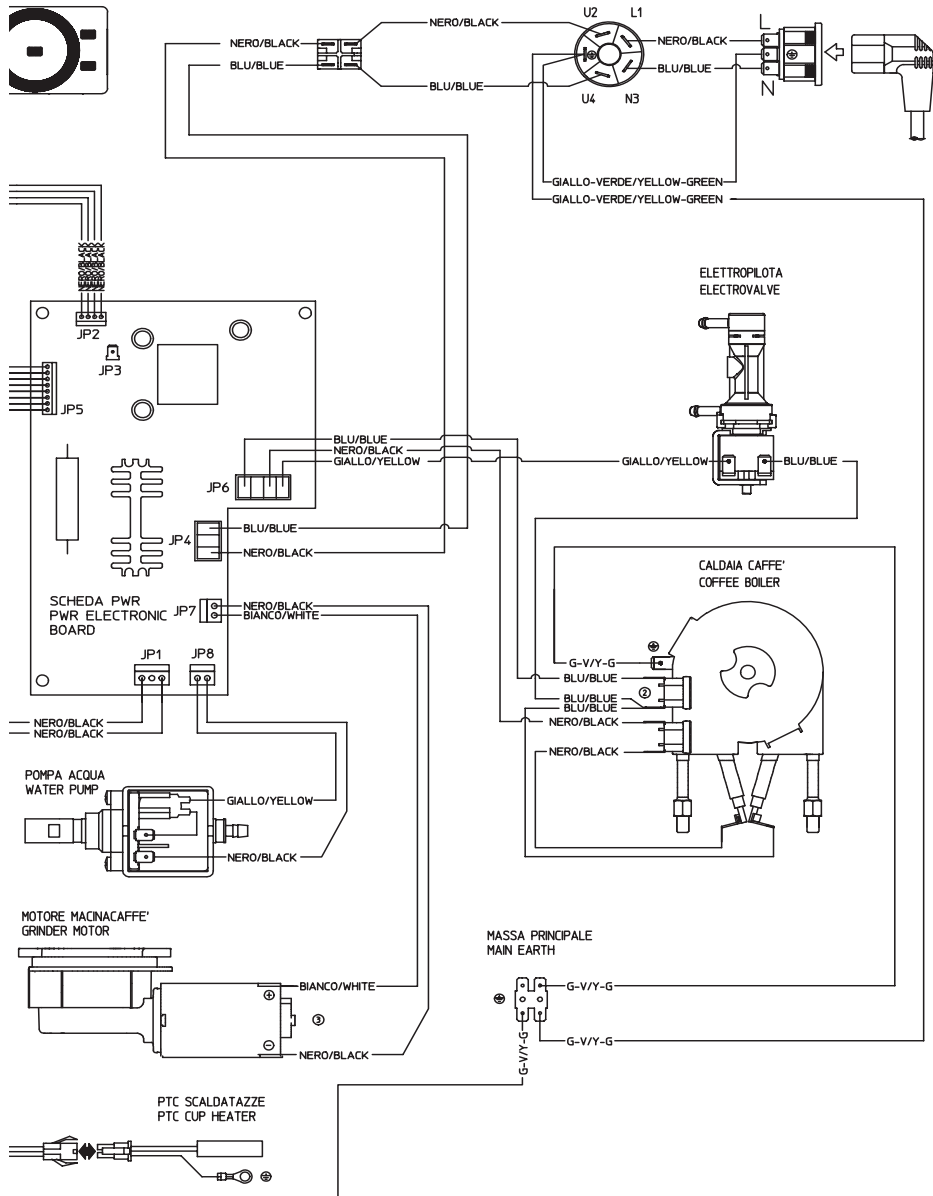 U2 L1
NERO/BLACK
NERO/BLACK
NERO/BLACK
L
BLU/BLUE
BLU/BLUE
BLU/BLUE
N
U4 N3
GIALLO-VERDE/YELLOW-GREEN
GIALLO-VERDE/YELLOW-GREEN
NERO/BLACK
NERO/BLACK
NERO/BLACK
NERO/BLACK
ELETTROPILOTA
ELECTROVALVE
JP2
JP3
JP5
BLU/BLUE
NERO/BLACK
GIALLO/YELLOW
GIALLO/YELLOW
BLU/BLUE
JP6
BLU/BLUE
JP4
NERO/BLACK
CALDAIA CAFFE'
COFFEE BOILER
SCHEDA PWR
PWR ELECTRONIC
BOARD
JP7
NERO/BLACK
BIANCO/WHITE
JP1
JP8
G-V/Y-G
BLU/BLUE
BLU/BLUE
2
BLU/BLUE
NERO/BLACK
NERO/BLACK
NERO/BLACK
NERO/BLACK
POMPA ACQUA
WATER PUMP
GIALLO/YELLOW
NERO/BLACK
MOTORE MACINACAFFE'
GRINDER MOTOR
BIANCO/WHITE
3
NERO/BLACK
MASSA PRINCIPALE
MAIN EARTH
G-V/Y-G
G-V/Y-G
G-V/Y-G
PTC SCALDATAZZE
PTC CUP HEATER